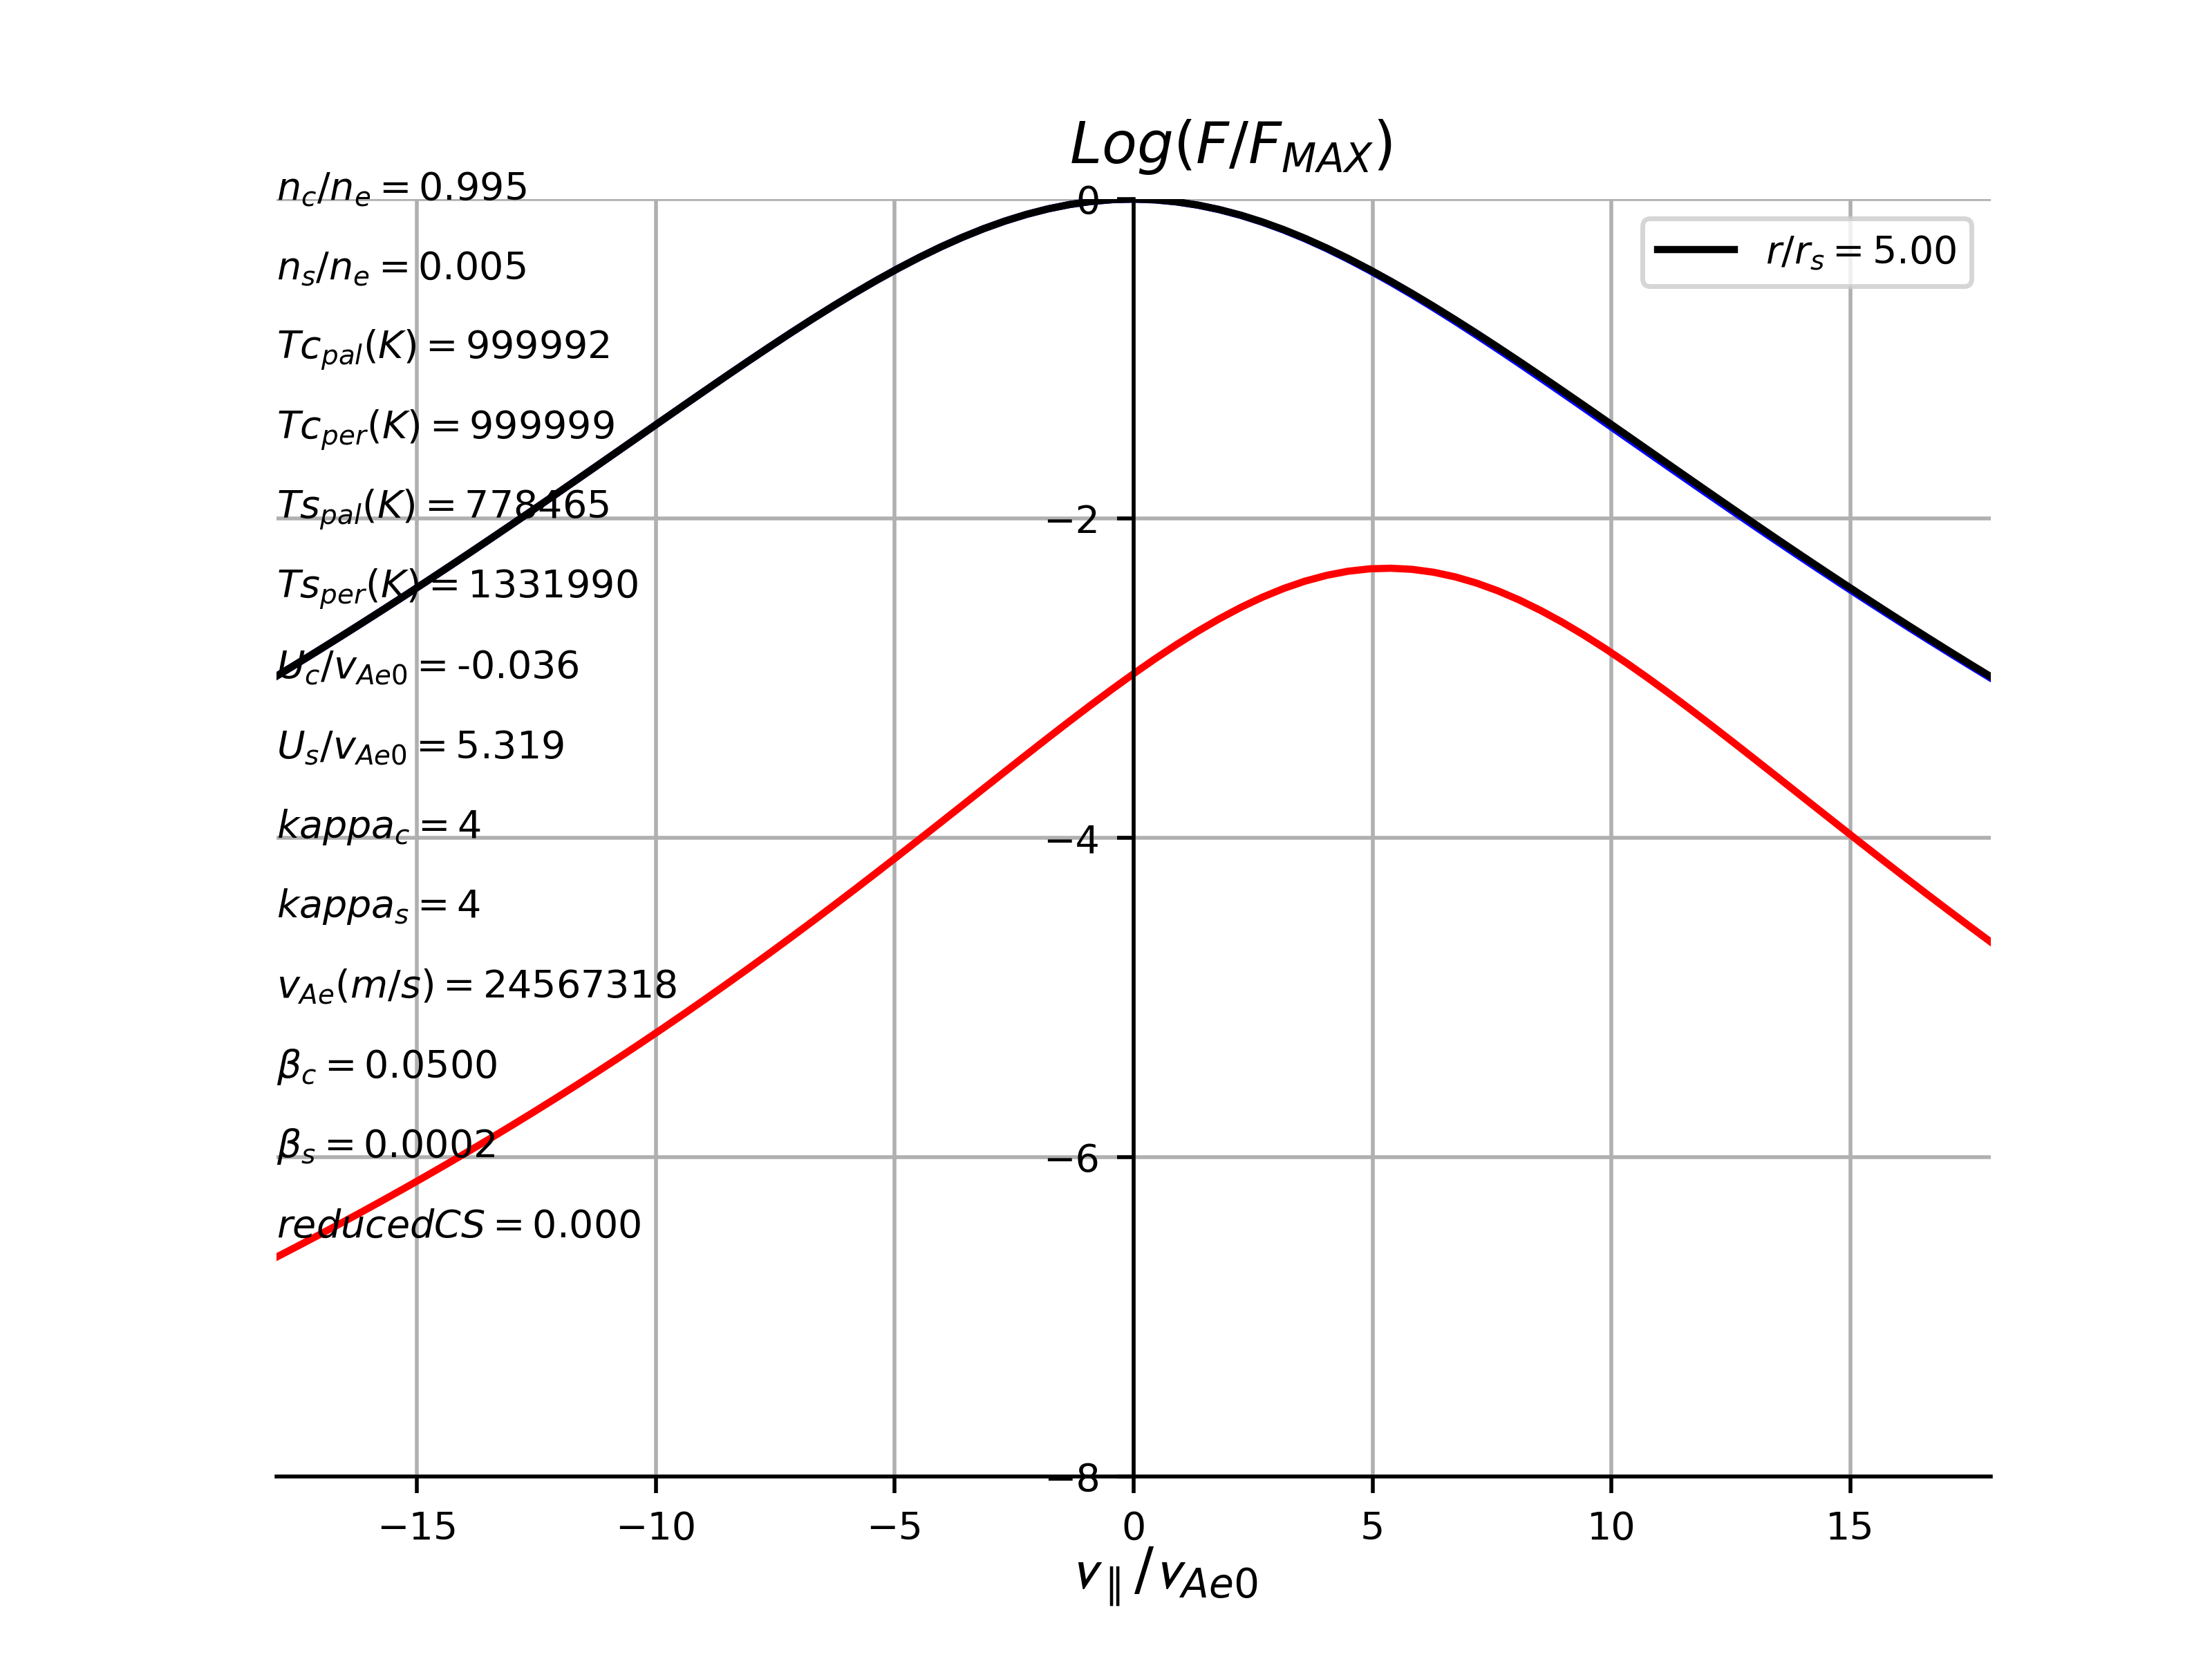 Log(F/F_MAX)
n_c/n_e = 0.995
n_s/n_e = 0.005
Tc_pal(K) = 999992
Tc_per(K) = 999999
Ts_pal(K) = 778465
Ts_per(K) = 1331990
U_c/v_Ae0 = -0.036
U_s/v_Ae0 = 5.319
kappa_c = 4
kappa_s = 4
v_Ae(m/s) = 24567318
β_c = 0.0500
β_s = 0.0002
reducedCS = 0.000
r/r_s = 5.00
0
−2
−4
−6
−8
−15 −10 −5 0 5 10 15
v_∥/v_Ae0